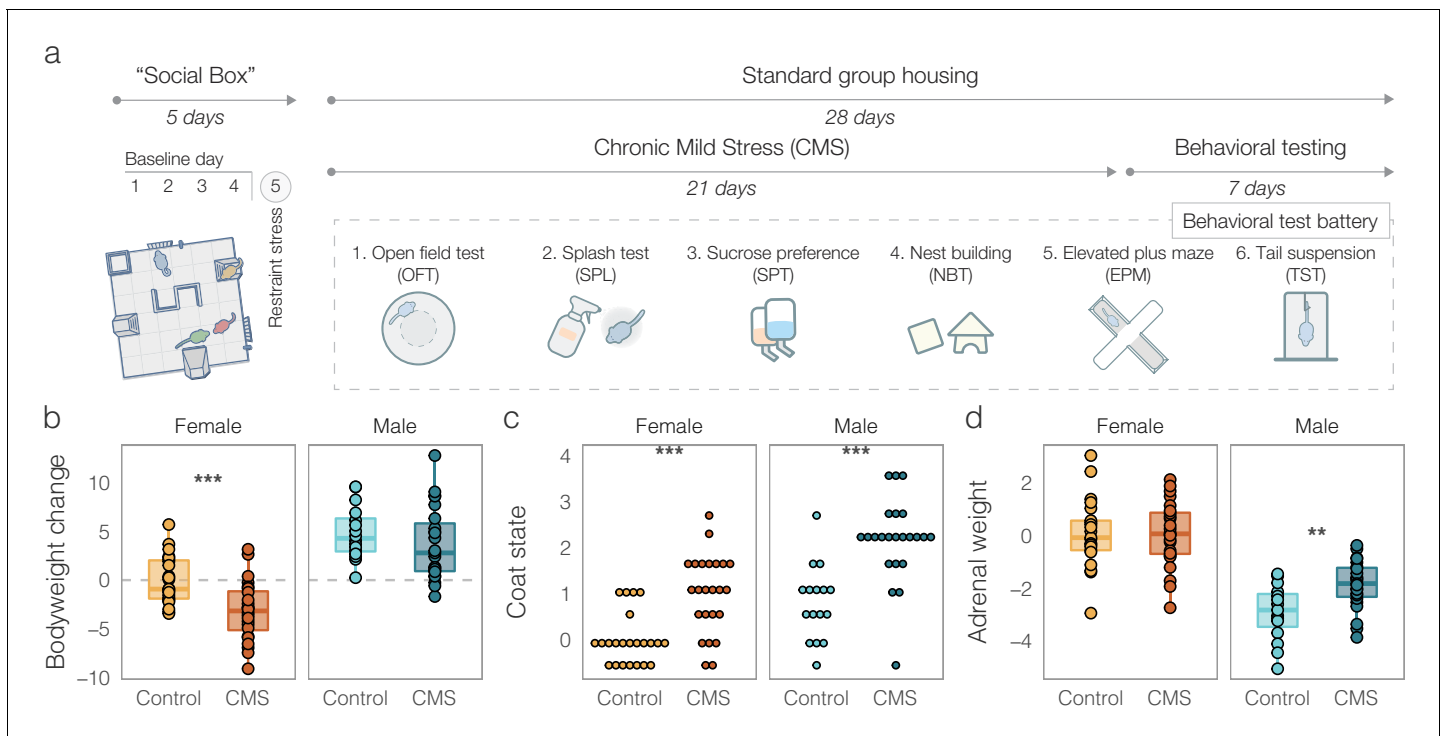 a
"Social Box"
5 days
Standard group housing
28 days
Chronic Mild Stress (CMS)
21 days
Behavioral testing
7 days
Baseline day
1 2 3 4 5
Restraint stress
Behavioral test battery
1. Open field test
(OFT)
2. Splash test
(SPL)
3. Sucrose preference
(SPT)
4. Nest building
(NBT)
5. Elevated plus maze
(EPM)
6. Tail suspension
(TST)
b
Female
Male
Bodyweight change
10
5
0
−5
−10
***
Control
CMS
Control
CMS
c
Female
Male
Coat state
4
3
2
1
0
***
***
Control
CMS
Control
CMS
d
Female
Male
Adrenal weight
2
0
−2
−4
**
Control
CMS
Control
CMS